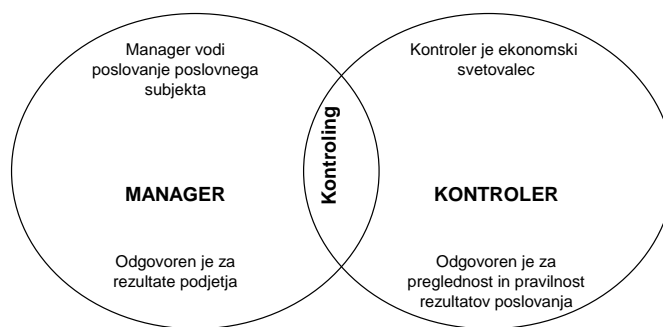 Manager vodi
poslovanje poslovnega
subjekta
MANAGER
Odgovoren je za
rezultate podjetja
Kontroling
Kontroler je ekonomski
svetovalec
KONTROLER
Odgovoren je za
preglednost in pravilnost
rezultatov poslovanja